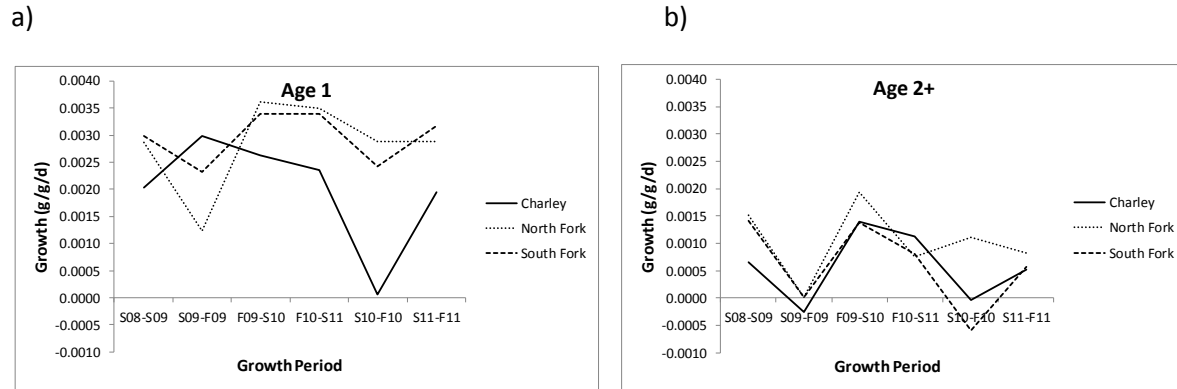 a)
Age 1
0.0040
0.0035
0.0030
0.0025
0.0020
0.0015
0.0010
0.0005
0.0000
-0.0005
-0.0010
Growth (g/g/d)
S08-S09 S09-F09 F09-S10 F10-S11 S10-F10 S11-F11
Growth Period
Charley
North Fork
South Fork
b)
Age 2+
0.0040
0.0035
0.0030
0.0025
0.0020
0.0015
0.0010
0.0005
0.0000
-0.0005
-0.0010
Growth (g/g/d)
S08-S09 S09-F09 F09-S10 F10-S11 S10-F10 S11-F11
Growth Period
Charley
North Fork
South Fork